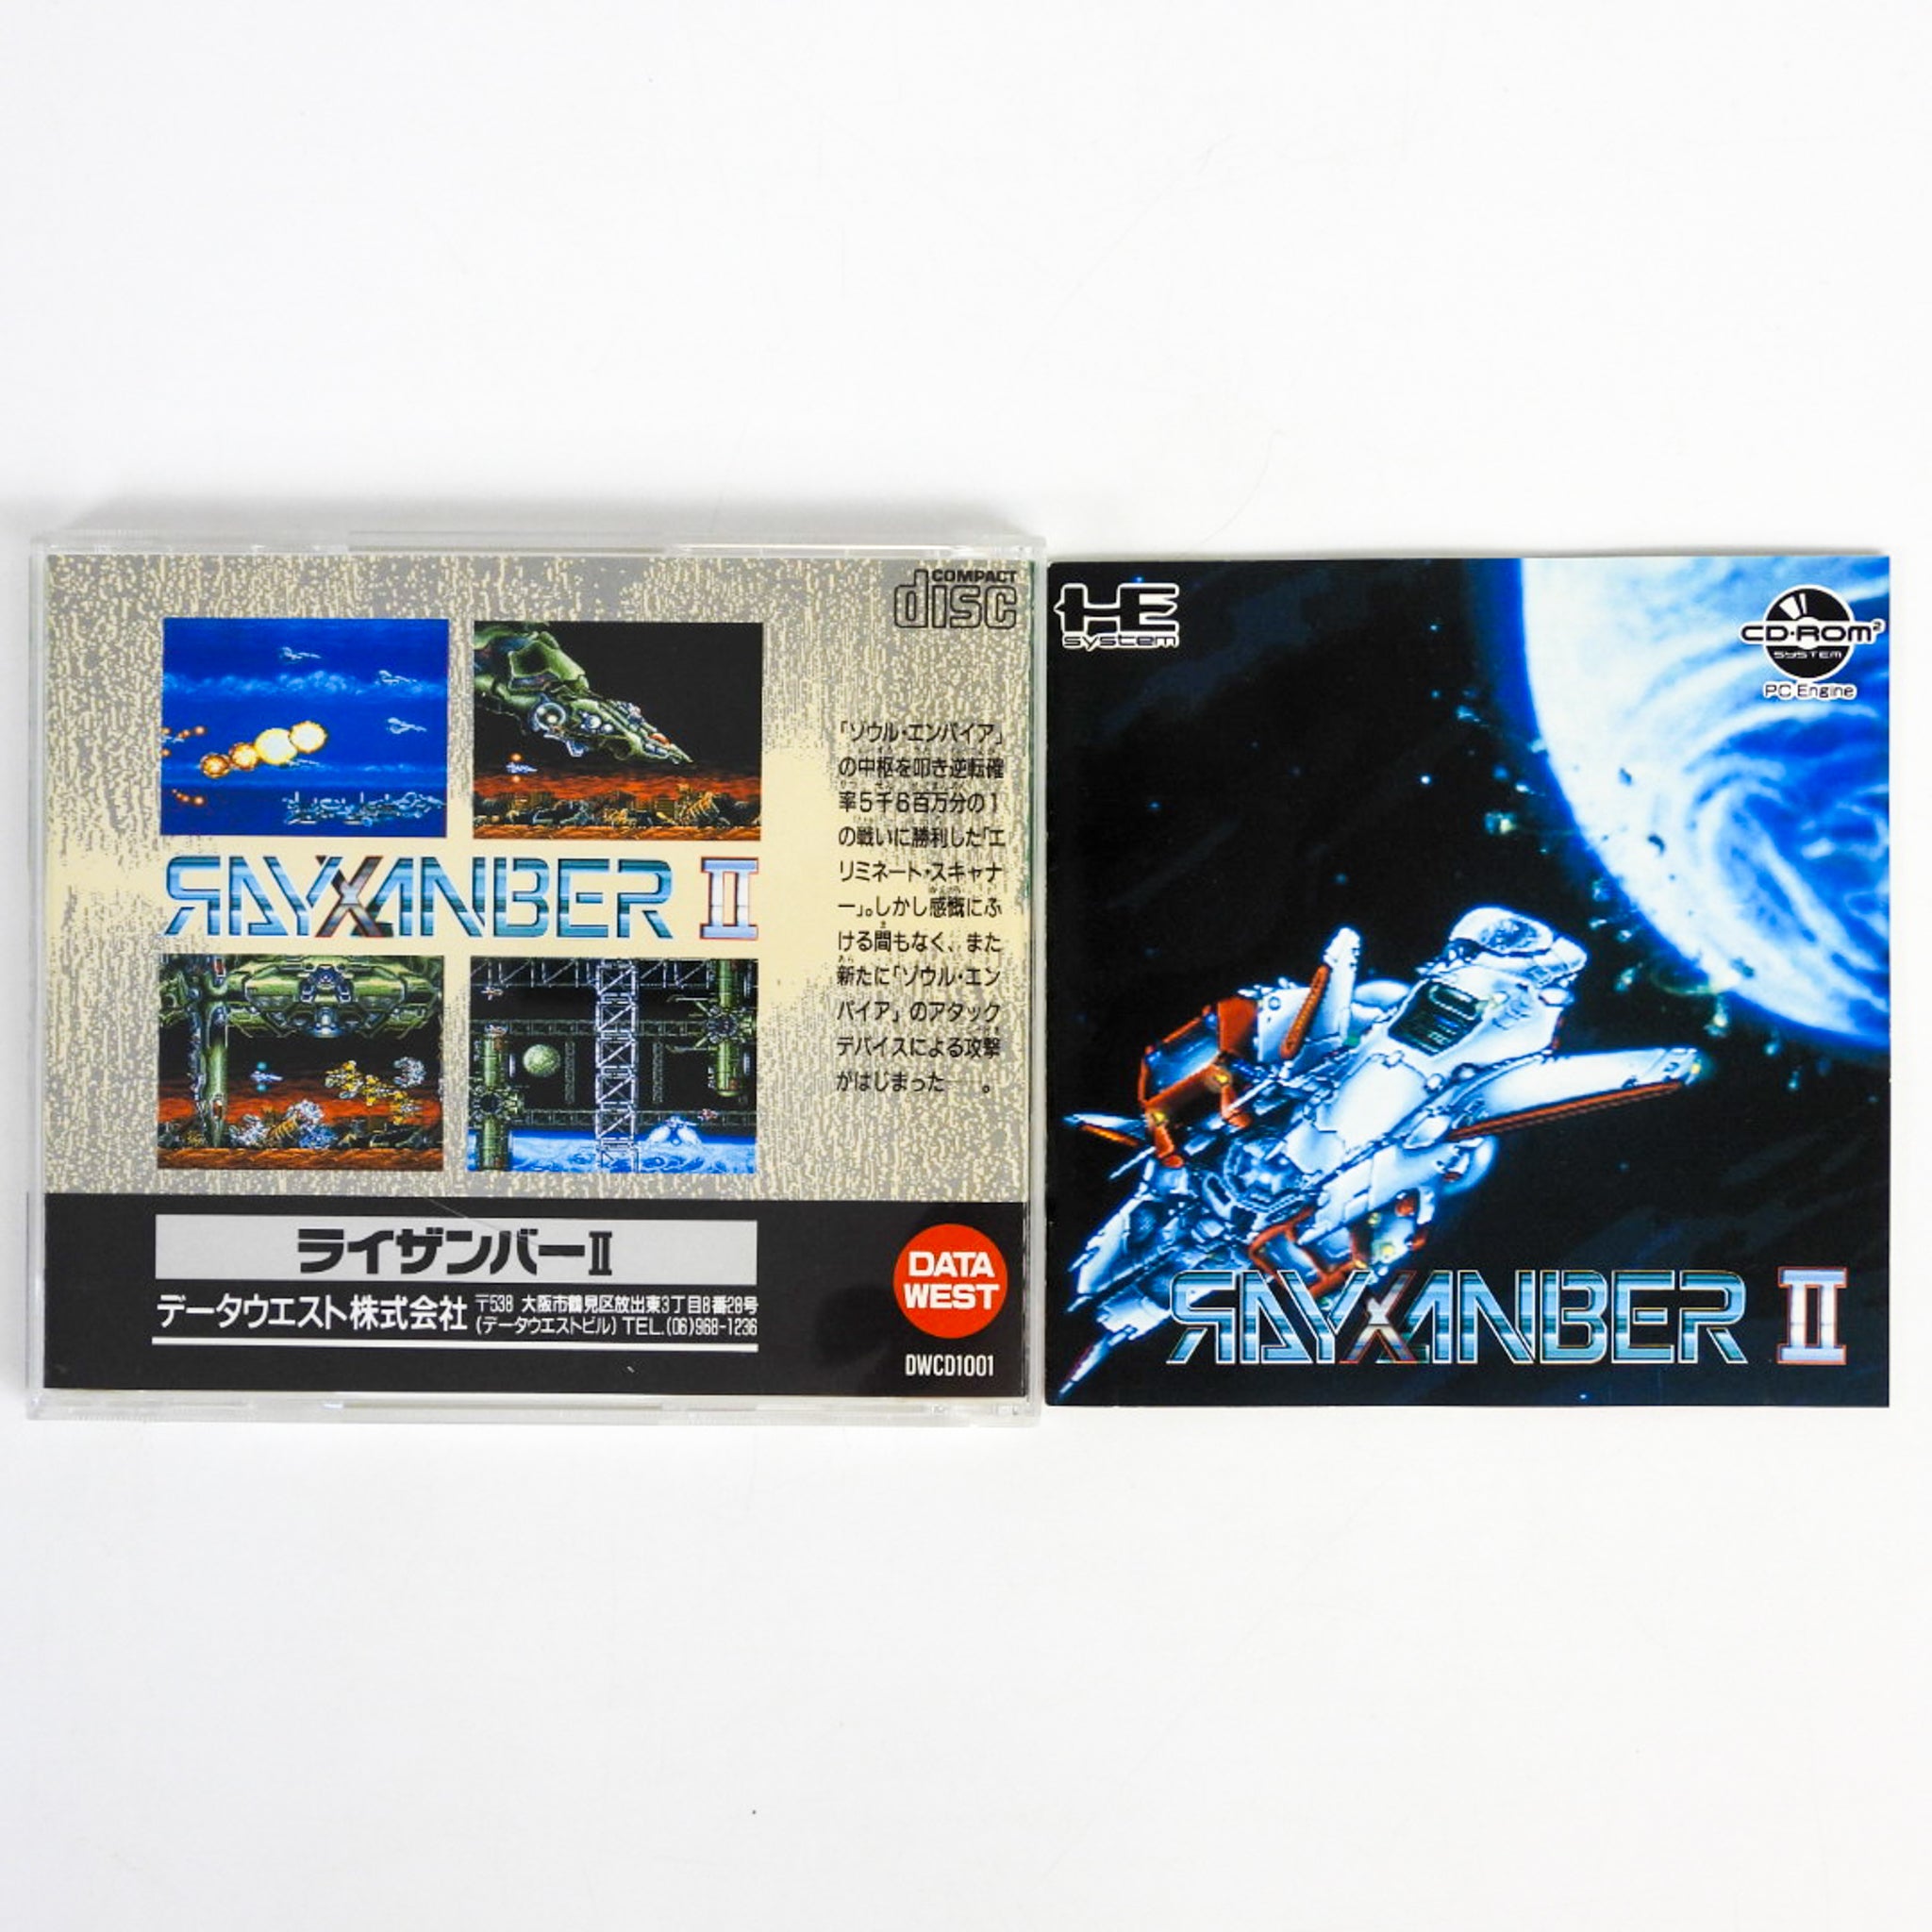 COMPACT
disc
「ゾウル・エンパイア」
の中枢を叩き逆転確
率5千6百万分の1
の戦いに勝利した「エ
リミネート・スキャナ
ー」。しかし感慨にふ
ける間もなく、また
新たに「ゾウル・エン
パイア」のアタック
デバイスによる攻撃
がはじまった──。
RAYXANBER II
ライザンバーII
データウエスト株式会社
〒538 大阪市鶴見区放出東3丁目8番28号
(データウエストビル) TEL.(06)968-1236
DATA
WEST
DWCD1001
HE
system
CD-ROM²
SYSTEM
PC Engine
RAYXANBER II